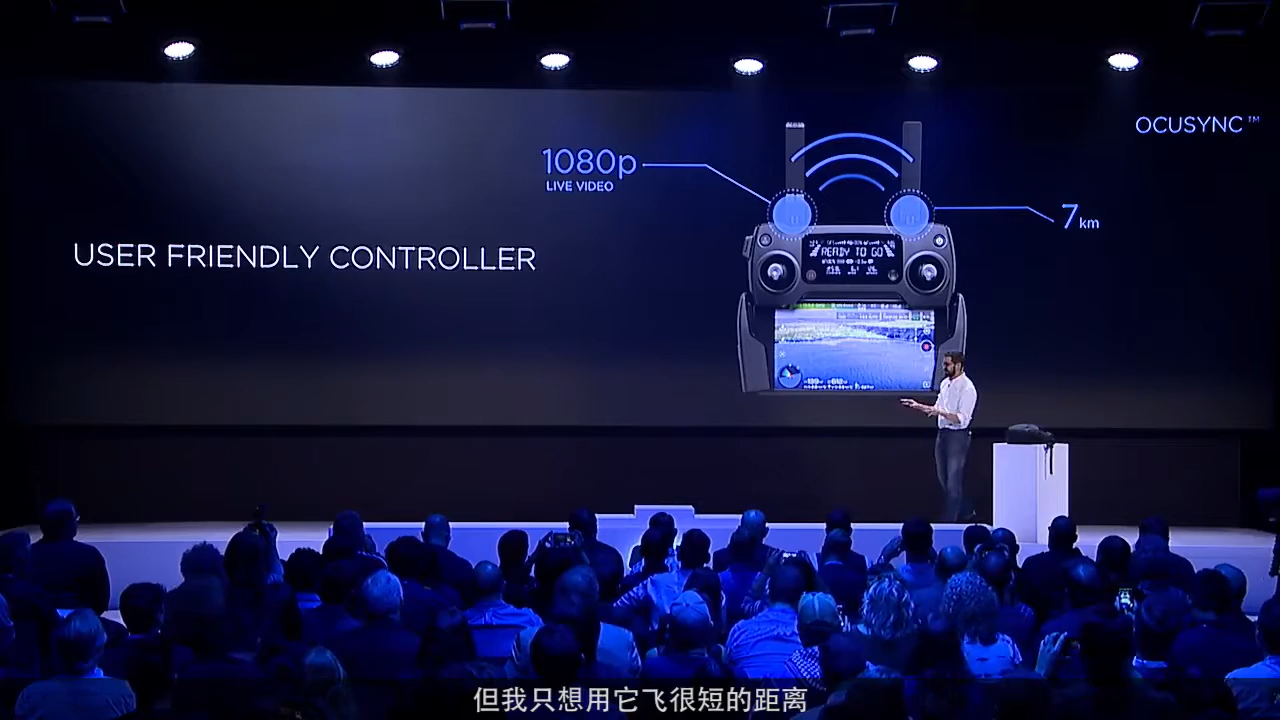 OCUSYNC™
1080p
LIVE VIDEO
7km
USER FRIENDLY CONTROLLER
READY TO GO
但我只想用它飞很短的距离